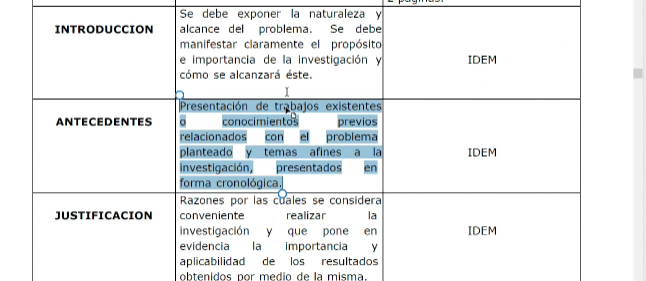 INTRODUCCION
Se debe exponer la naturaleza y
alcance del problema. Se debe
manifestar claramente el propósito
e importancia de la investigación y
cómo se alcanzará éste.
IDEM
ANTECEDENTES
Presentación de trabajos existentes
o conocimientos previos
relacionados con el problema
planteado y temas afines a la
investigación, presentados en
forma cronológica.
IDEM
JUSTIFICACION
Razones por las cuales se considera
conveniente realizar la
investigación y que pone en
evidencia la importancia y
aplicabilidad de los resultados
obtenidos por medio de la misma.
IDEM